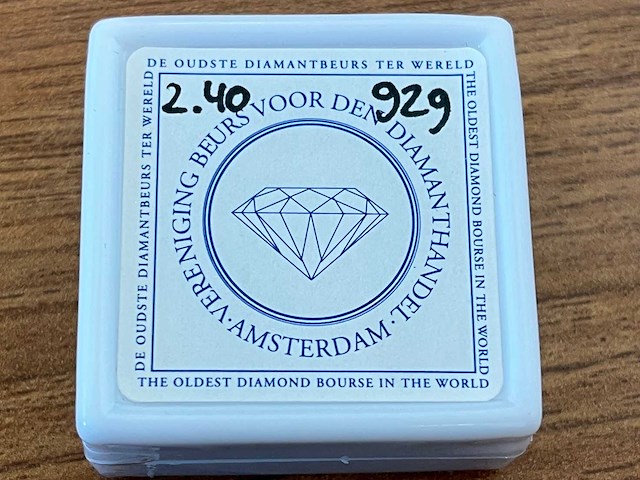 DE OUDSTE DIAMANTBEURS TER WERELD
2.40
929
DE OUDSTE DIAMANTBEURS TER WERELD
THE OLDEST DIAMOND BOURSE IN THE WORLD
VERENIGING BEURS VOOR DEN DIAMANTHANDEL
·AMSTERDAM·
THE OLDEST DIAMOND BOURSE IN THE WORLD